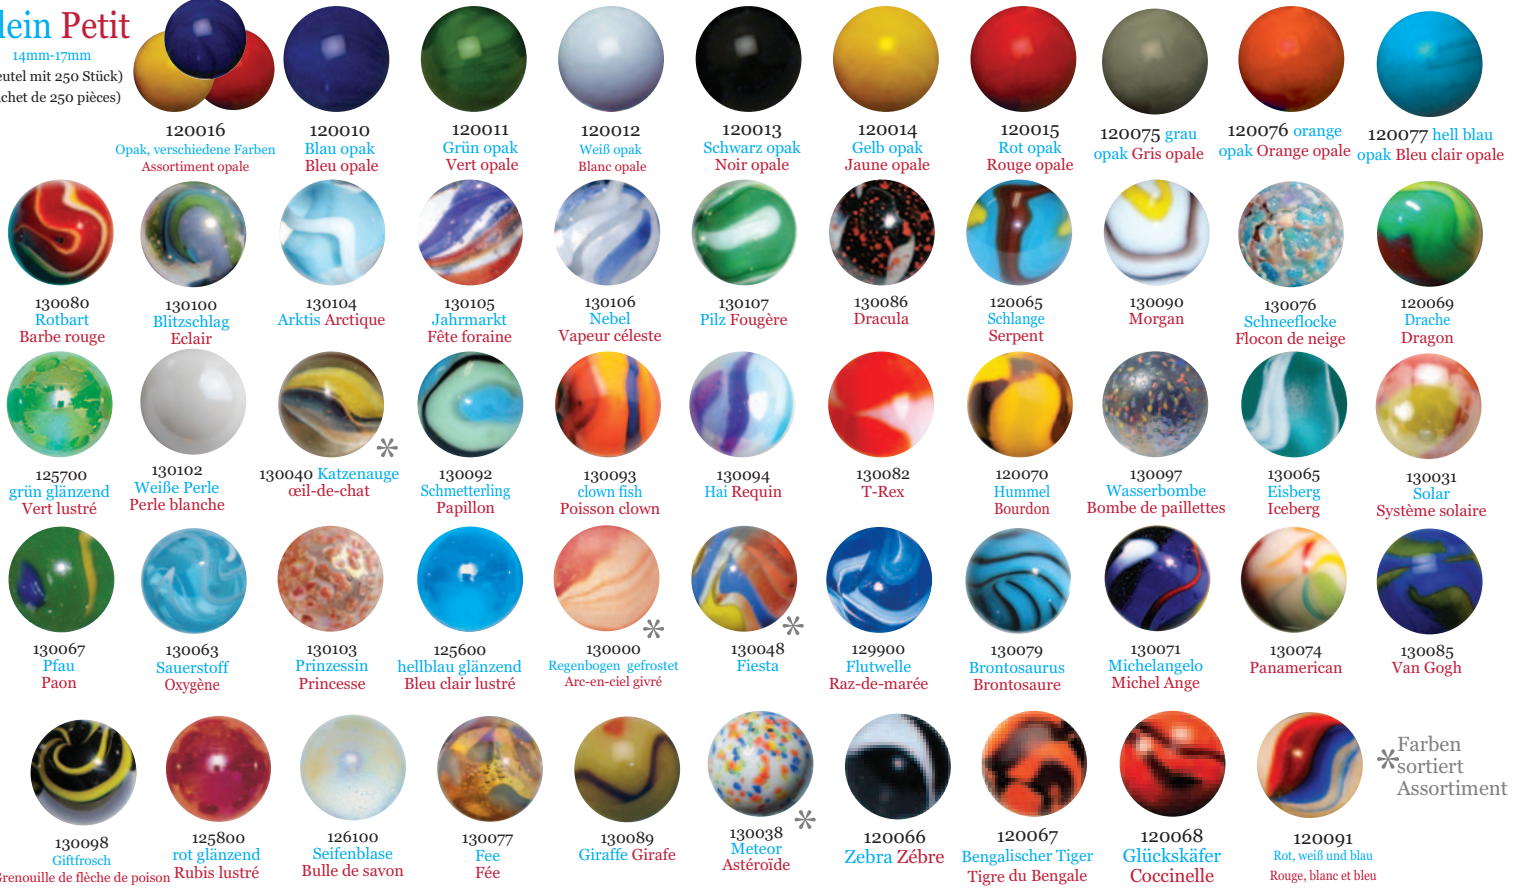 lein Petit
14mm-17mm
eutel mit 250 Stück)
chet de 250 pièces)
120016
Opak, verschiedene Farben
Assortiment opale
120010
Blau opak
Bleu opale
120011
Grün opak
Vert opale
120012
Weiß opak
Blanc opale
120013
Schwarz opak
Noir opale
120014
Gelb opak
Jaune opale
120015
Rot opak
Rouge opale
120075 grau
opak Gris opale
120076 orange
opak Orange opale
120077 hell blau
opak Bleu clair opale
130080
Rotbart
Barbe rouge
130100
Blitzschlag
Eclair
130104
Arktis Arctique
130105
Jahrmarkt
Fête foraine
130106
Nebel
Vapeur céleste
130107
Pilz Fougère
130086
Dracula
120065
Schlange
Serpent
130090
Morgan
130076
Schneeflocke
Flocon de neige
120069
Drache
Dragon
125700
grün glänzend
Vert lustré
130102
Weiße Perle
Perle blanche
*
130040 Katzenauge
œil-de-chat
130092
Schmetterling
Papillon
130093
clown fish
Poisson clown
130094
Hai Requin
130082
T-Rex
120070
Hummel
Bourdon
130097
Wasserbombe
Bombe de paillettes
130065
Eisberg
Iceberg
130031
Solar
Système solaire
130067
Pfau
Paon
130063
Sauerstoff
Oxygène
130103
Prinzessin
Princesse
125600
hellblau glänzend
Bleu clair lustré
*
130000
Regenbogen gefrostet
Arc-en-ciel givré
*
130048
Fiesta
129900
Flutwelle
Raz-de-marée
130079
Brontosaurus
Brontosaure
130071
Michelangelo
Michel Ange
130074
Panamerican
130085
Van Gogh
130098
Giftfrosch
Grenouille de flèche de poison
125800
rot glänzend
Rubis lustré
126100
Seifenblase
Bulle de savon
130077
Fee
Fée
130089
Giraffe Girafe
*
130038
Meteor
Astéroïde
120066
Zebra Zébre
120067
Bengalischer Tiger
Tigre du Bengale
120068
Glückskäfer
Coccinelle
120091
Rot, weiß und blau
Rouge, blanc et bleu
*Farben
sortiert
Assortiment